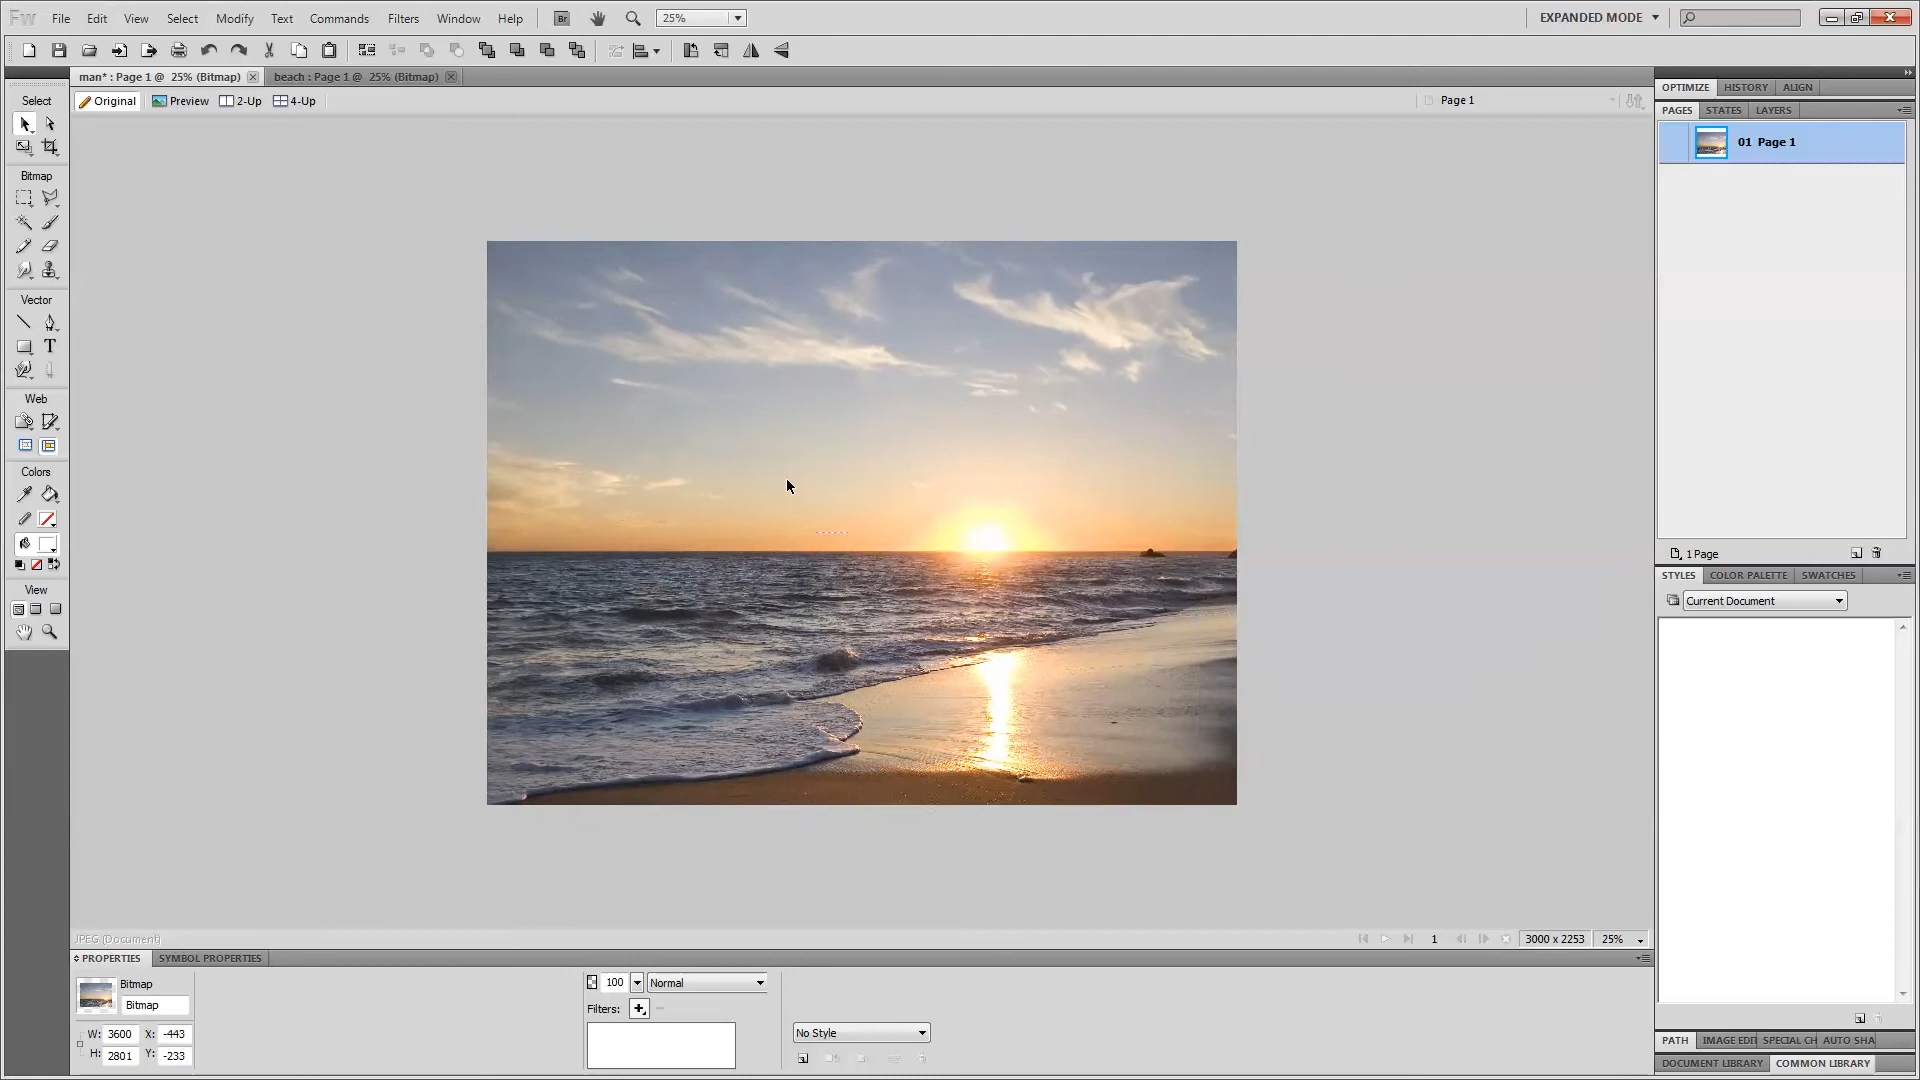 Fw File Edit View Select Modify Text Commands Filters Window Help Br 25% EXPANDED MODE
man* : Page 1 @ 25% (Bitmap) beach : Page 1 @ 25% (Bitmap)
Original Preview 2-Up 4-Up Page 1
OPTIMIZE HISTORY ALIGN
PAGES STATES LAYERS
01 Page 1
Select
Bitmap
Vector
T
Web
Colors
View
1 Page
STYLES COLOR PALETTE SWATCHES
Current Document
JPEG (Document) 1 3000 x 2253 25%
PROPERTIES SYMBOL PROPERTIES
Bitmap
Bitmap
100 Normal
Filters:
W: 3600 X: -443
H: 2801 Y: -233
No Style
PATH IMAGE EDIT SPECIAL CH AUTO SHA
DOCUMENT LIBRARY COMMON LIBRARY